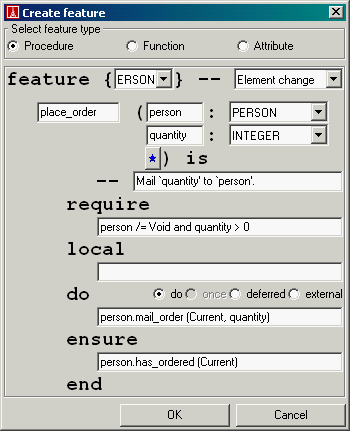 Create feature
Select feature type
Procedure Function Attribute
feature { ERSON } -- Element change
place_order ( person : PERSON
quantity : INTEGER
* ) is
-- Mail `quantity' to `person'.
require
person /= Void and quantity > 0
local
do do once deferred external
person.mail_order (Current, quantity)
ensure
person.has_ordered (Current)
end
OK Cancel